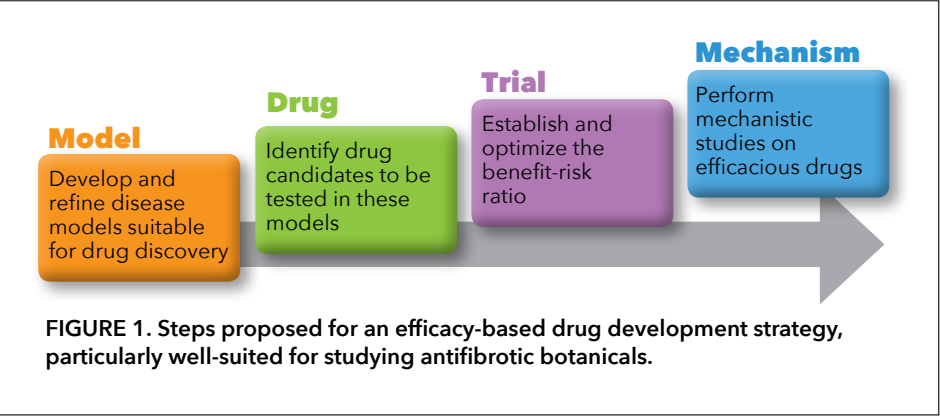 Model
Develop and
refine disease
models suitable
for drug discovery
Drug
Identify drug
candidates to be
tested in these
models
Trial
Establish and
optimize the
benefit-risk
ratio
Mechanism
Perform
mechanistic
studies on
efficacious drugs
FIGURE 1. Steps proposed for an efficacy-based drug development strategy,
particularly well-suited for studying antifibrotic botanicals.